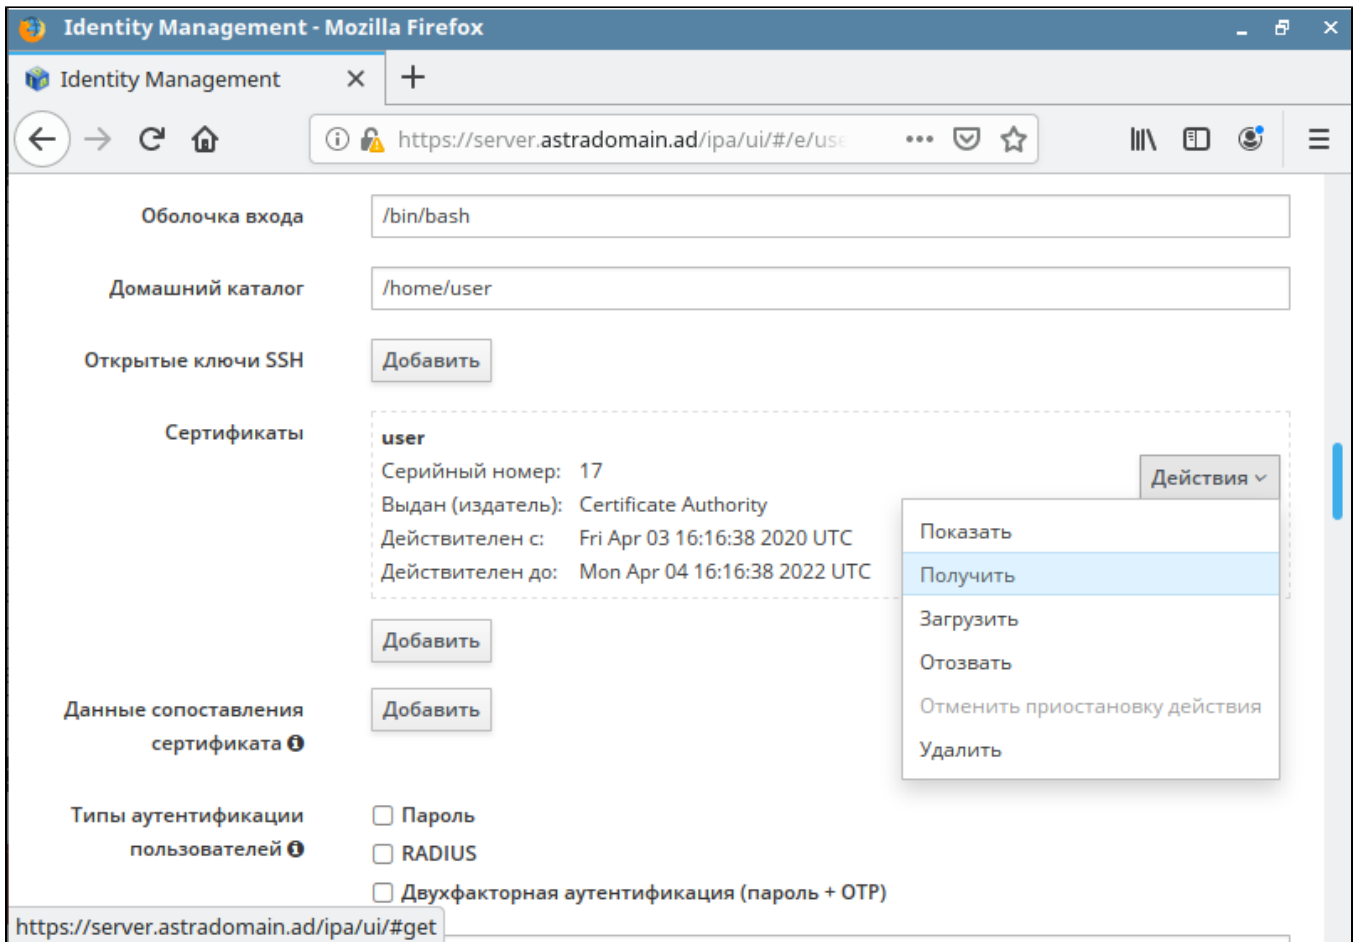 Identity Management - Mozilla Firefox
Identity Management
https://server.astradomain.ad/ipa/ui/#/e/use
Оболочка входа /bin/bash
Домашний каталог /home/user
Открытые ключи SSH Добавить
Сертификаты user
Серийный номер: 17
Действия
Выдан (издатель): Certificate Authority
Действителен с: Fri Apr 03 16:16:38 2020 UTC
Действителен до: Mon Apr 04 16:16:38 2022 UTC
Показать
Получить
Загрузить
Отозвать
Отменить приостановку действия
Удалить
Добавить
Данные сопоставления
сертификата
Добавить
Типы аутентификации
пользователей
Пароль
RADIUS
Двухфакторная аутентификация (пароль + OTP)
https://server.astradomain.ad/ipa/ui/#get